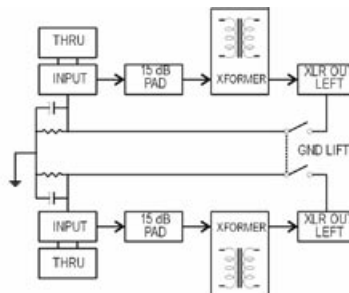 THRU
INPUT
15 dB
PAD
XFORMER
XLR OUT
LEFT
GND LIFT
INPUT
15 dB
PAD
XFORMER
XLR OUT
LEFT
THRU